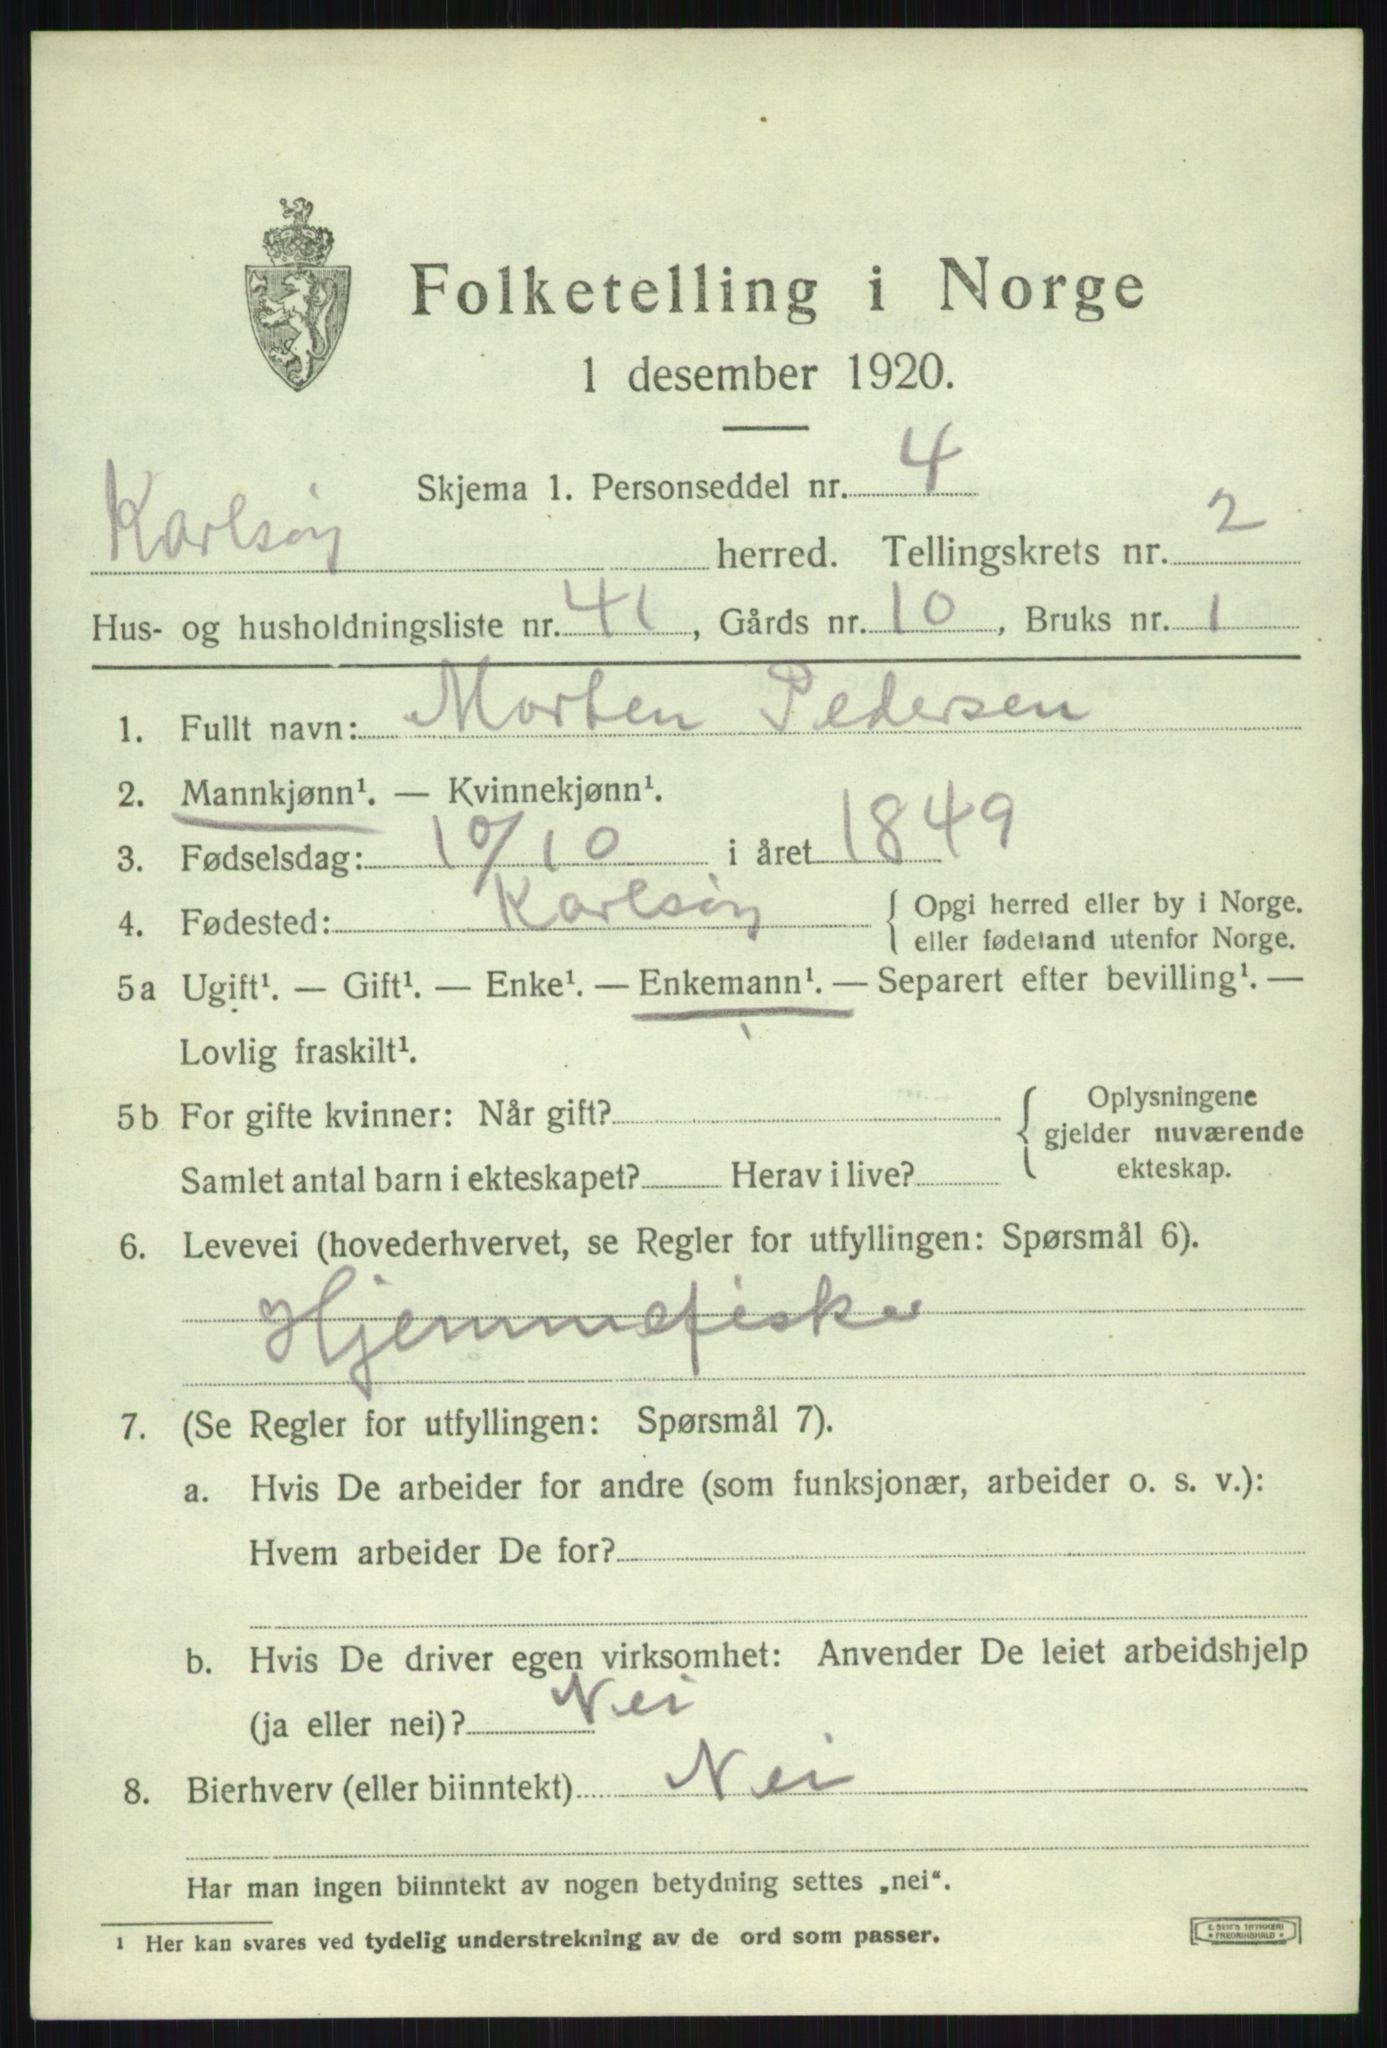 Folketelling i Norge
1 desember 1920.
Skjema 1. Personseddel nr. 4
Karlsöy herred. Tellingskrets nr. 2
Hus- og husholdningsliste nr. 41, Gårds nr. 10, Bruks nr. 1
1. Fullt navn: Morten Pedersen
2. Mannkjønn¹. — Kvinnekjønn¹.
3. Fødselsdag: 10/10 i året 1849
4. Fødested: Karlsöy { Opgi herred eller by i Norge.
eller fødeland utenfor Norge.
5a Ugift¹. — Gift¹. — Enke¹. — Enkemann¹. — Separert efter bevilling¹. —
Lovlig fraskilt¹.
5b For gifte kvinner: Når gift? { Oplysningene
gjelder nuværende
Samlet antal barn i ekteskapet? Herav i live? ekteskap.
6. Levevei (hovederhvervet, se Regler for utfyllingen: Spørsmål 6).
Hjemmefisker
7. (Se Regler for utfyllingen: Spørsmål 7).
a. Hvis De arbeider for andre (som funksjonær, arbeider o. s. v.):
Hvem arbeider De for?
b. Hvis De driver egen virksomhet: Anvender De leiet arbeidshjelp
(ja eller nei)? Nei
8. Bierhverv (eller biinntekt) Nei
Har man ingen biinntekt av nogen betydning settes „nei“.
¹ Her kan svares ved tydelig understrekning av de ord som passer.
E. SEM'S TRYKKERI
* FREDRIKSHALD *